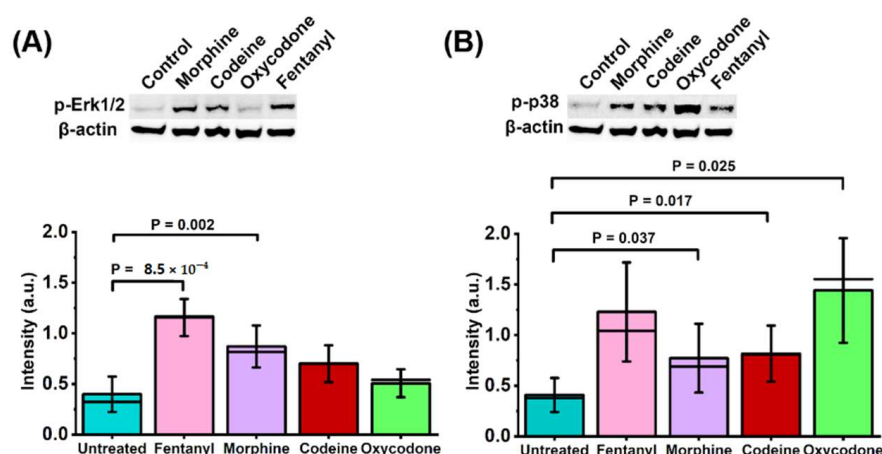 (A)
Control
Morphine
Codeine
Oxycodone
Fentanyl
p-Erk1/2
β-actin
P = 0.002
P = 8.5 × 10⁻⁴
Intensity (a.u.)
2.0
1.5
1.0
0.5
0.0
Untreated Fentanyl Morphine Codeine Oxycodone
(B)
Control
Morphine
Codeine
Oxycodone
Fentanyl
p-p38
β-actin
P = 0.025
P = 0.017
P = 0.037
Intensity (a.u.)
2.0
1.5
1.0
0.5
0.0
Untreated Fentanyl Morphine Codeine Oxycodone